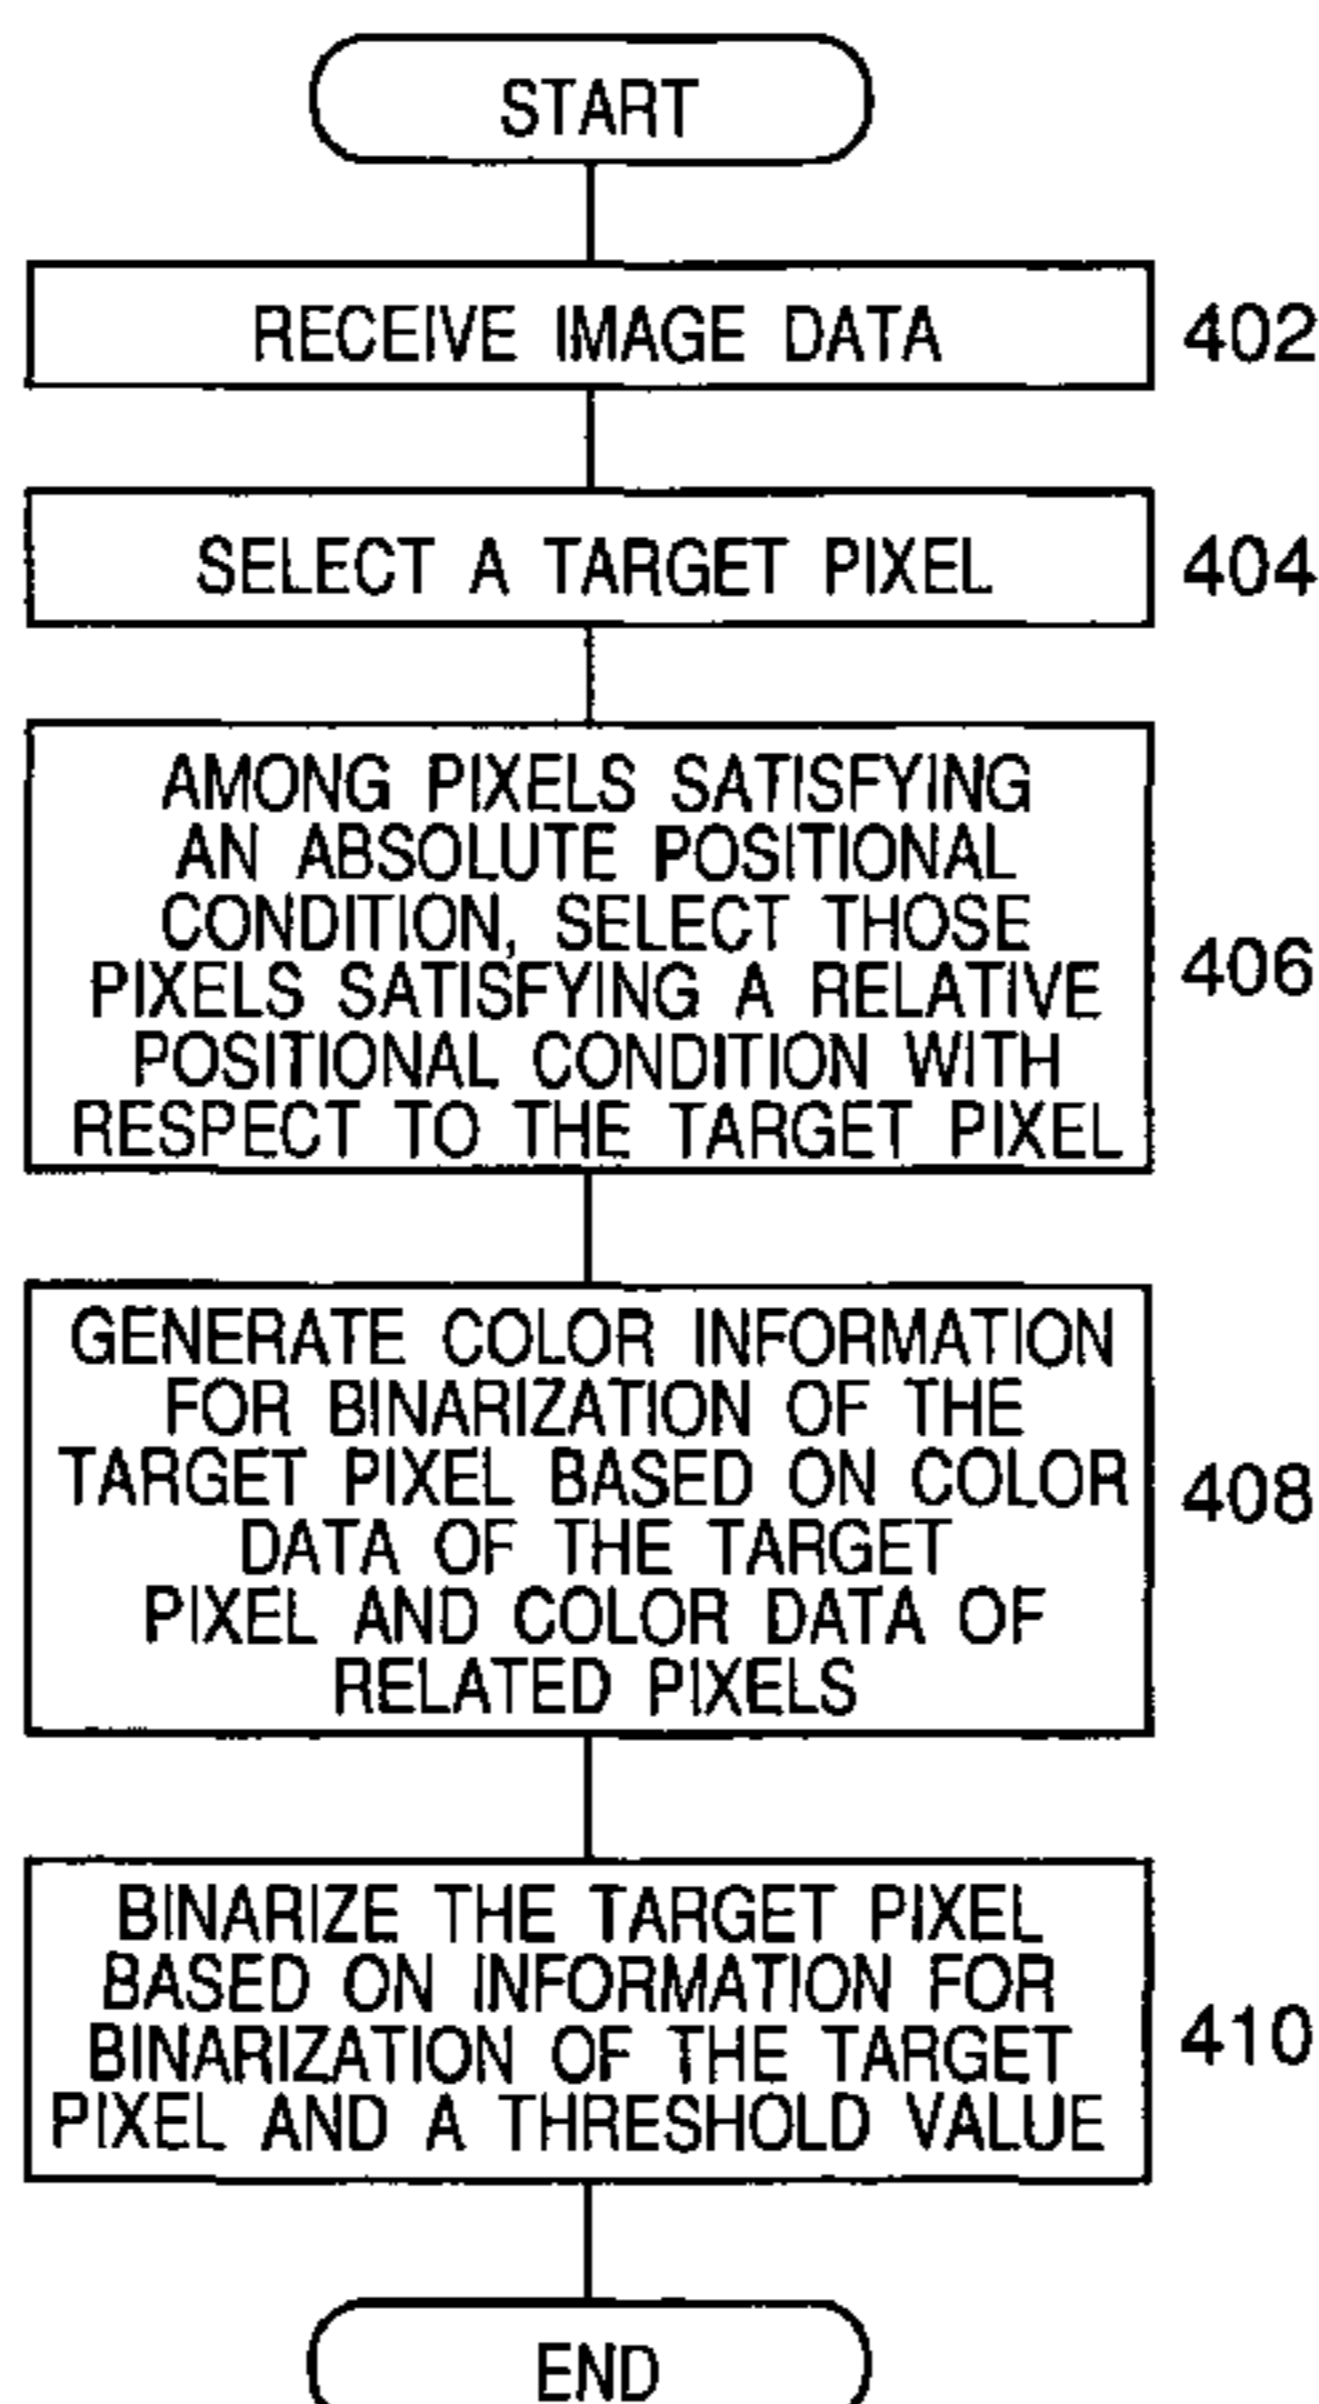 START
RECEIVE IMAGE DATA
402
SELECT A TARGET PIXEL
404
AMONG PIXELS SATISFYING
AN ABSOLUTE POSITIONAL
CONDITION, SELECT THOSE
PIXELS SATISFYING A RELATIVE
POSITIONAL CONDITION WITH
RESPECT TO THE TARGET PIXEL
406
GENERATE COLOR INFORMATION
FOR BINARIZATION OF THE
TARGET PIXEL BASED ON COLOR
DATA OF THE TARGET
PIXEL AND COLOR DATA OF
RELATED PIXELS
408
BINARIZE THE TARGET PIXEL
BASED ON INFORMATION FOR
BINARIZATION OF THE TARGET
PIXEL AND A THRESHOLD VALUE
410
END